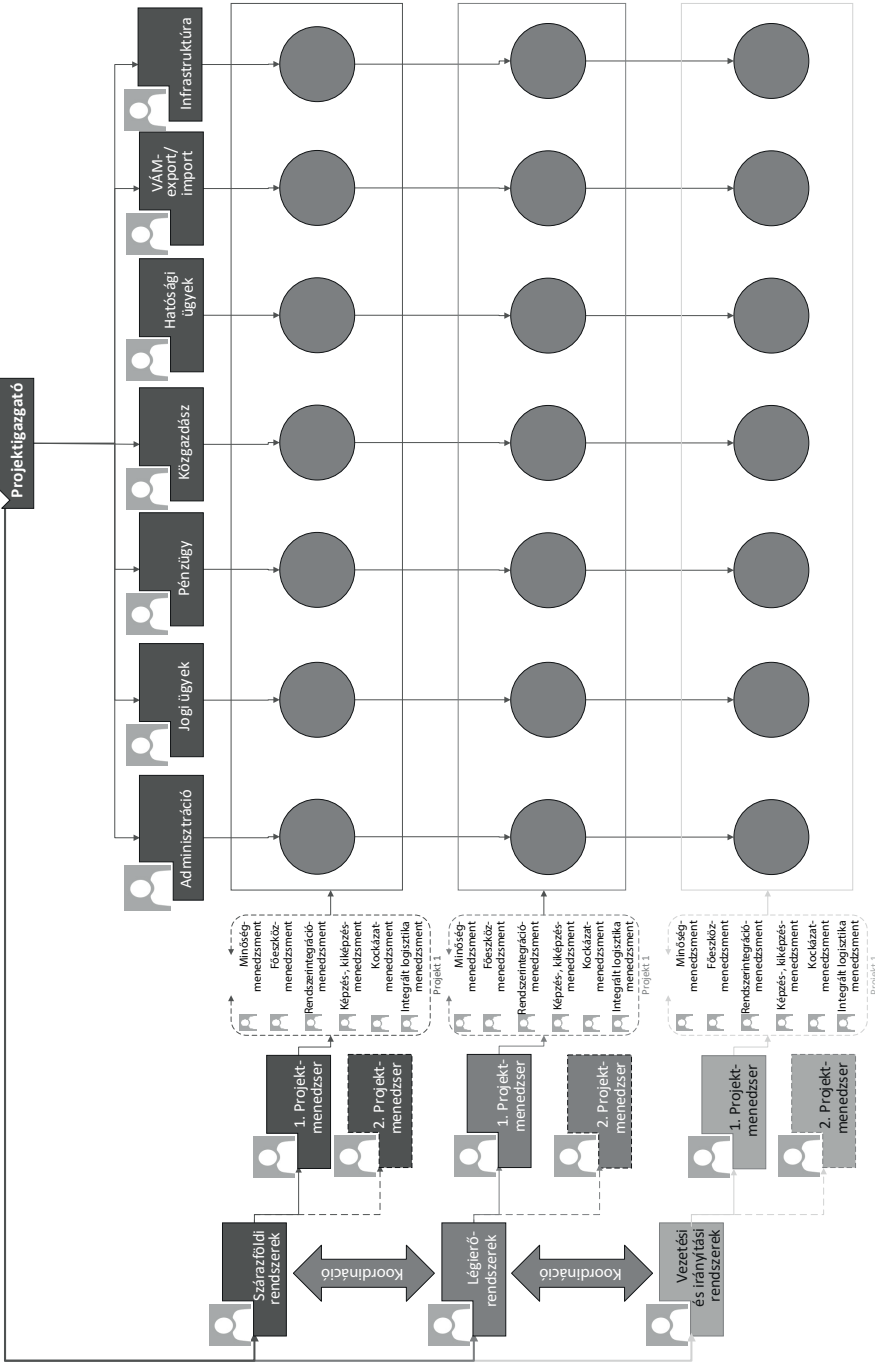 Projektigazgató
Adminisztráció
Jogi ügyek
Pénzügy
Közgazdász
Hatósági
ügyek
VÁM-
export/
import
Infrastruktúra
Szárazföldi
rendszerek
1. Projekt-
menedzser
2. Projekt-
menedzser
Minőség-
menedzsment
Főeszköz-
menedzsment
Rendszerintegráció-
menedzsment
Képzés-, kiképzés-
menedzsment
Kockázat-
menedzsment
Integrált logisztika
menedzsment
Projekt 1
Koordináció
Légierő-
rendszerek
1. Projekt-
menedzser
2. Projekt-
menedzser
Minőség-
menedzsment
Főeszköz-
menedzsment
Rendszerintegráció-
menedzsment
Képzés-, kiképzés-
menedzsment
Kockázat-
menedzsment
Integrált logisztika
menedzsment
Projekt 1
Koordináció
Vezetési
és irányítási
rendszerek
1. Projekt-
menedzser
2. Projekt-
menedzser
Minőség-
menedzsment
Főeszköz-
menedzsment
Rendszerintegráció-
menedzsment
Képzés-, kiképzés-
menedzsment
Kockázat-
menedzsment
Integrált logisztika
menedzsment
Projekt 1